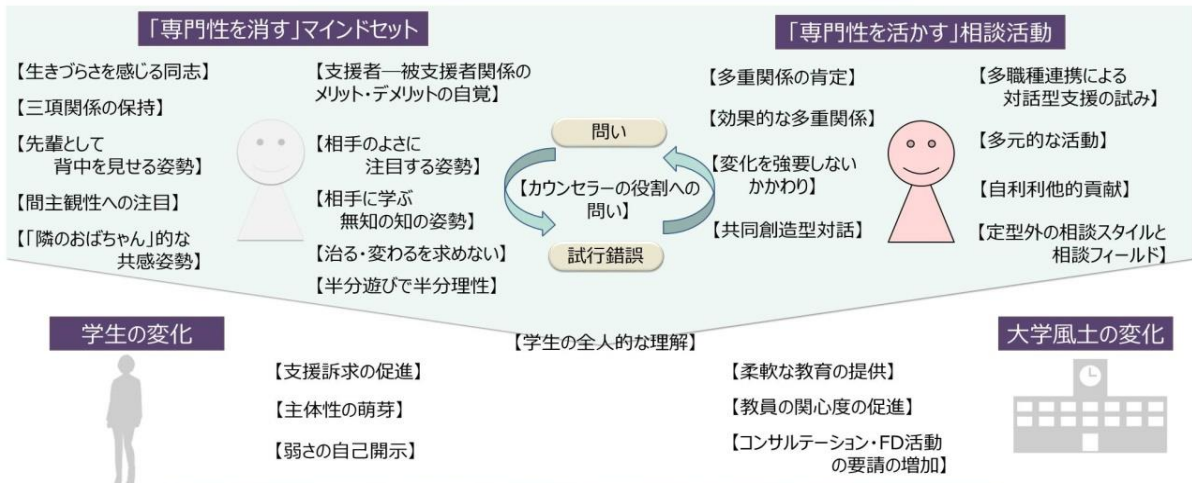 「専門性を消す」マインドセット
【生きづらさを感じる同志】
【三項関係の保持】
【先輩として
背中を見せる姿勢】
【間主観性への注目】
【「隣のおばちゃん」的な
共感姿勢】
【支援者―被支援者関係の
メリット・デメリットの自覚】
【相手のよさに
注目する姿勢】
【相手に学ぶ
無知の知の姿勢】
【治る・変わるを求めない】
【半分遊びで半分理性】
問い
【カウンセラーの役割への
問い】
試行錯誤
「専門性を活かす」相談活動
【多重関係の肯定】
【効果的な多重関係】
【変化を強要しない
かかわり】
【共同創造型対話】
【多職種連携による
対話型支援の試み】
【多元的な活動】
【自利利他的貢献】
【定型外の相談スタイルと
相談フィールド】
【学生の全人的な理解】
学生の変化
【支援訴求の促進】
【主体性の萌芽】
【弱さの自己開示】
大学風土の変化
【柔軟な教育の提供】
【教員の関心度の促進】
【コンサルテーション・FD活動
の要請の増加】